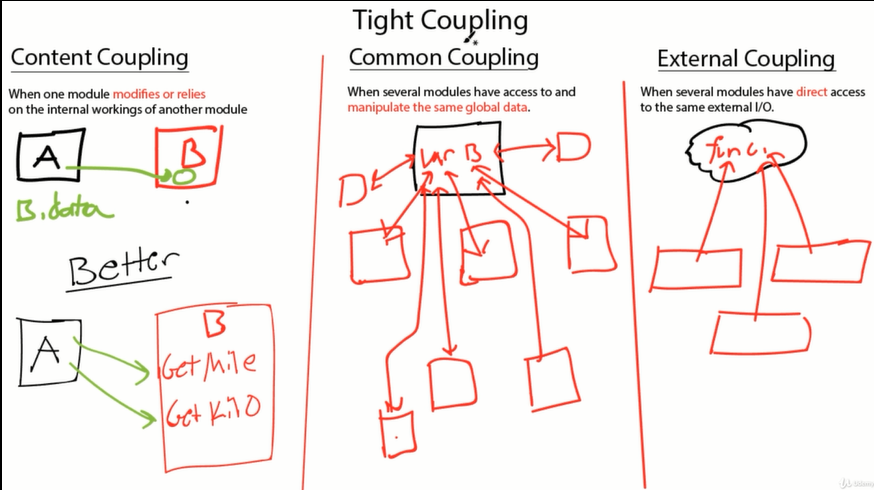 Tight Coupling
Content Coupling
When one module modifies or relies
on the internal workings of another module
A
B
B.data
Better
A
B
Get Mile
Get Kilo
Common Coupling
When several modules have access to and
manipulate the same global data.
Var B
External Coupling
When several modules have direct access
to the same external I/O.
func.
Udemy